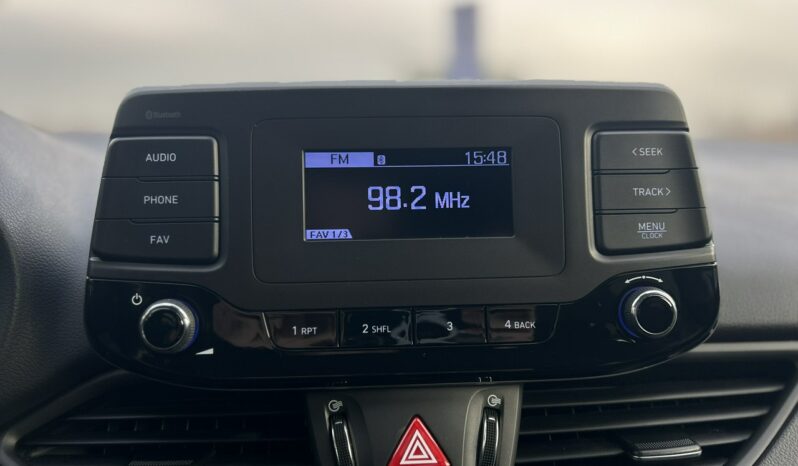 Bluetooth
AUDIO
PHONE
FAV
FM 15:48
98.2 MHz
FAV 1/3
< SEEK
TRACK >
MENU
CLOCK
1 RPT 2 SHFL 3 4 BACK